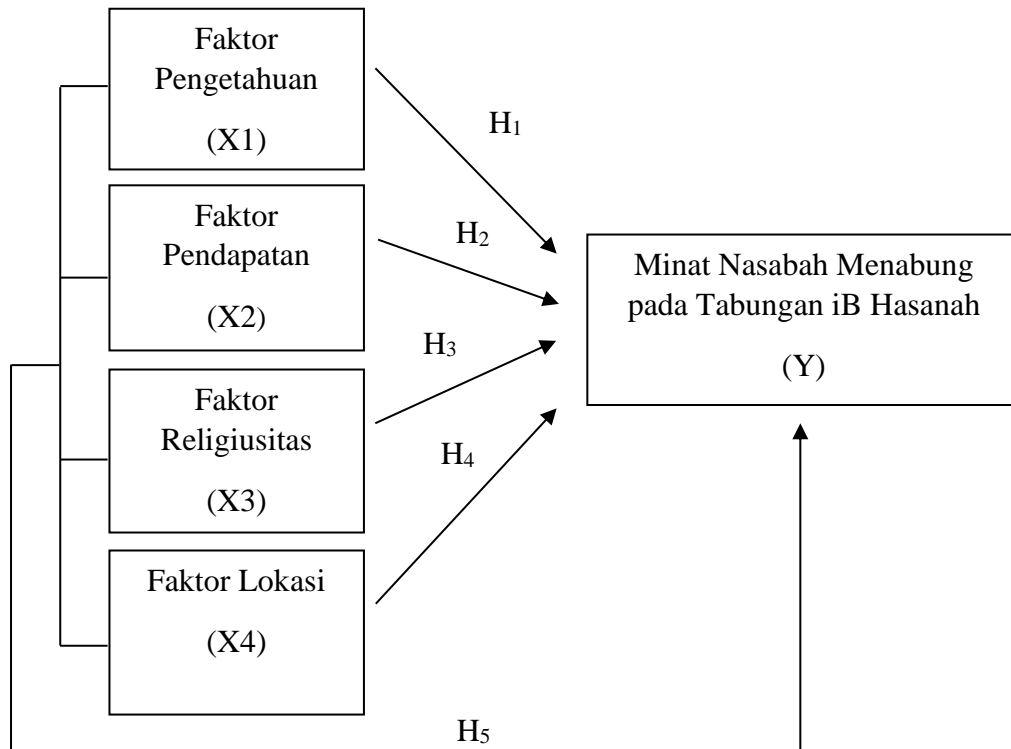 Faktor
Pengetahuan
(X1)
H₁
Faktor
Pendapatan
(X2)
H₂
Minat Nasabah Menabung
pada Tabungan iB Hasanah
(Y)
H₃
Faktor
Religiusitas
(X3)
H₄
Faktor Lokasi
(X4)
H₅